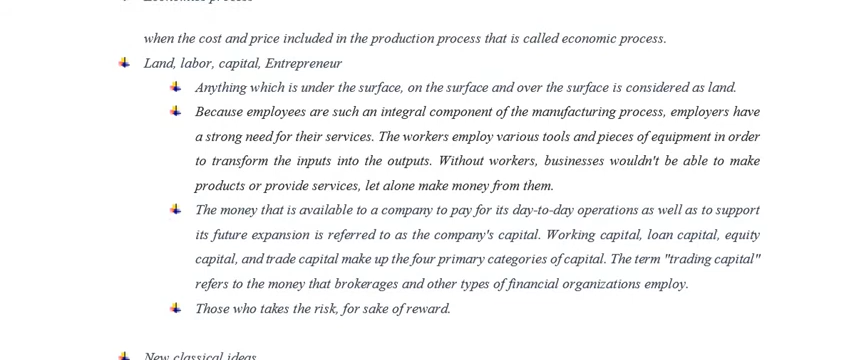 Economics process
when the cost and price included in the production process that is called economic process.
Land, labor, capital, Entrepreneur
Anything which is under the surface, on the surface and over the surface is considered as land.
Because employees are such an integral component of the manufacturing process, employers have
a strong need for their services. The workers employ various tools and pieces of equipment in order
to transform the inputs into the outputs. Without workers, businesses wouldn't be able to make
products or provide services, let alone make money from them.
The money that is available to a company to pay for its day-to-day operations as well as to support
its future expansion is referred to as the company's capital. Working capital, loan capital, equity
capital, and trade capital make up the four primary categories of capital. The term "trading capital"
refers to the money that brokerages and other types of financial organizations employ.
Those who takes the risk, for sake of reward.
New classical ideas